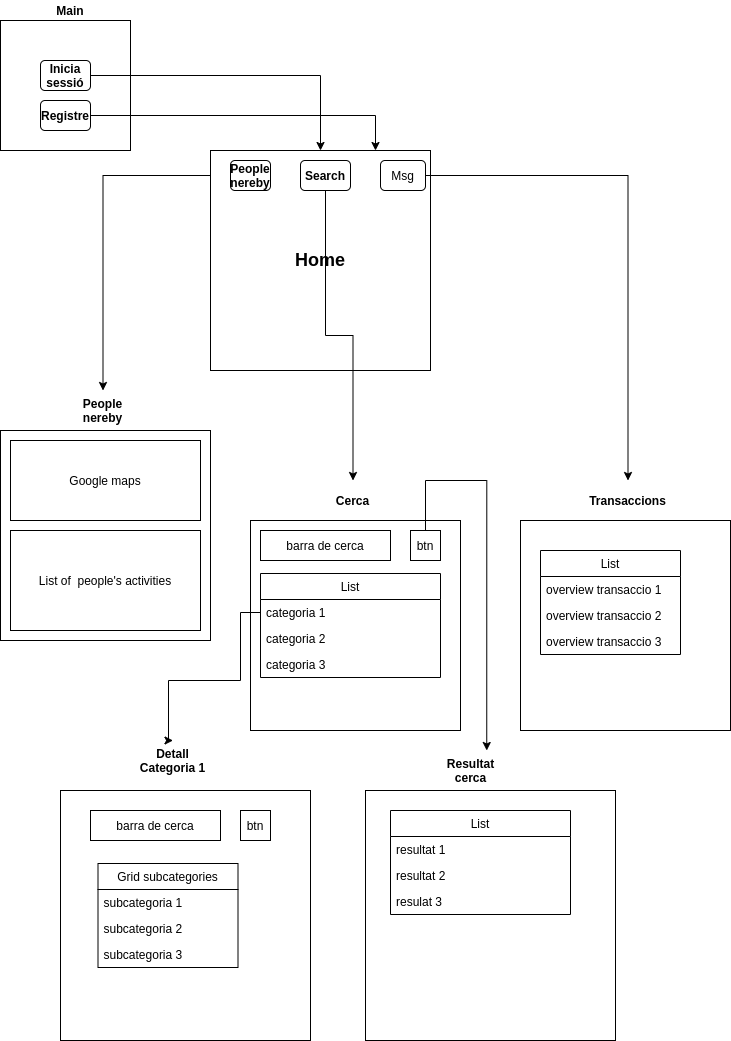 Main
Inicia
sessió
Registre
People
nereby
Search
Msg
Home
People
nereby
Google maps
List of  people's activities
Cerca
barra de cerca
btn
List
categoria 1
categoria 2
categoria 3
Transaccions
List
overview transaccio 1
overview transaccio 2
overview transaccio 3
Detall
Categoria 1
barra de cerca
btn
Grid subcategories
subcategoria 1
subcategoria 2
subcategoria 3
Resultat
cerca
List
resultat 1
resultat 2
resulat 3